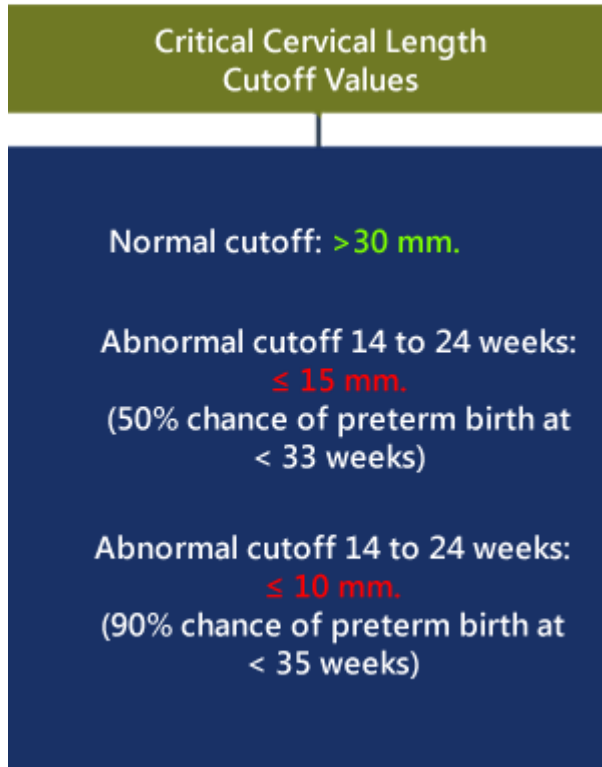 Critical Cervical Length
Cutoff Values
Normal cutoff: >30 mm.
Abnormal cutoff 14 to 24 weeks:
≤ 15 mm.
(50% chance of preterm birth at
< 33 weeks)
Abnormal cutoff 14 to 24 weeks:
≤ 10 mm.
(90% chance of preterm birth at
< 35 weeks)